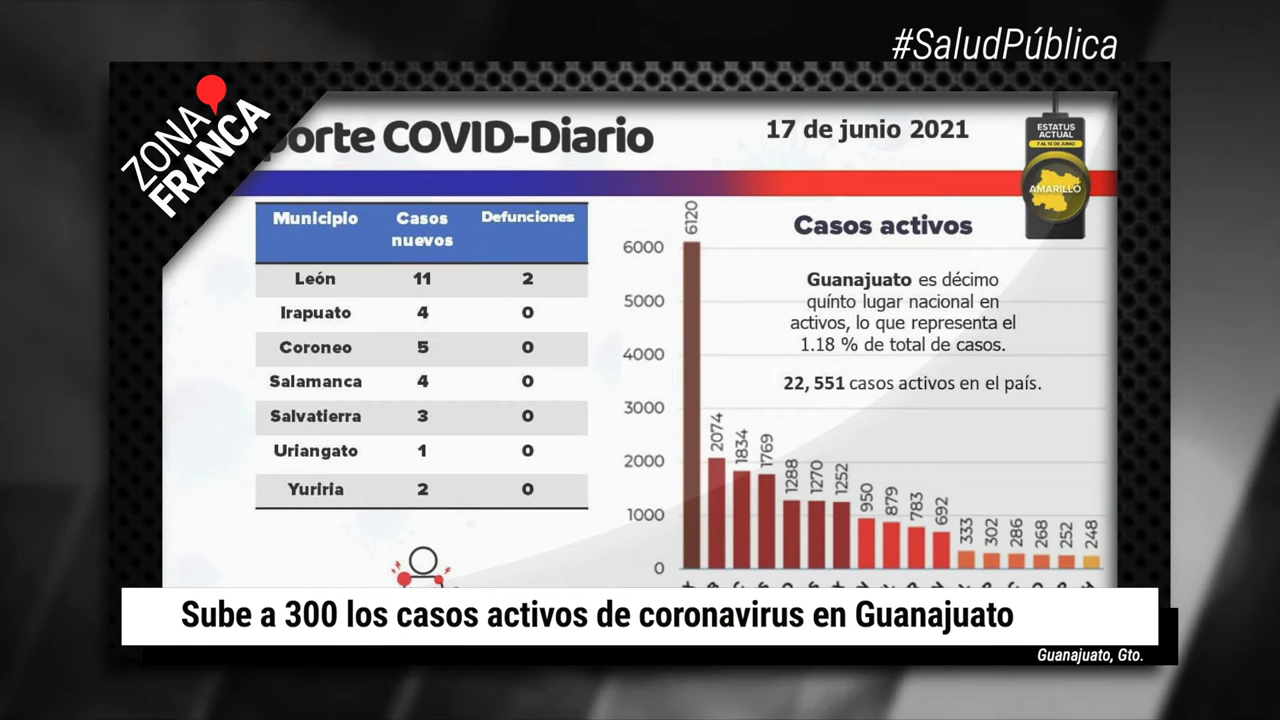 #SaludPública
ZONA
FRANCA
porte COVID-Diario
17 de junio 2021
ESTATUS
ACTUAL
7 AL 13 DE JUNIO
AMARILLO
Municipio Casos nuevos Defunciones
León 11 2
Irapuato 4 0
Coroneo 5 0
Salamanca 4 0
Salvatierra 3 0
Uriangato 1 0
Yuriria 2 0
Casos activos
Guanajuato es décimo
quínto lugar nacional en
activos, lo que representa el
1.18 % de total de casos.
22, 551 casos activos en el país.
6000
5000
4000
3000
2000
1000
0
6120
2074
1834
1769
1288
1270
1252
950
879
783
692
333
302
286
268
252
248
Sube a 300 los casos activos de coronavirus en Guanajuato
Guanajuato, Gto.